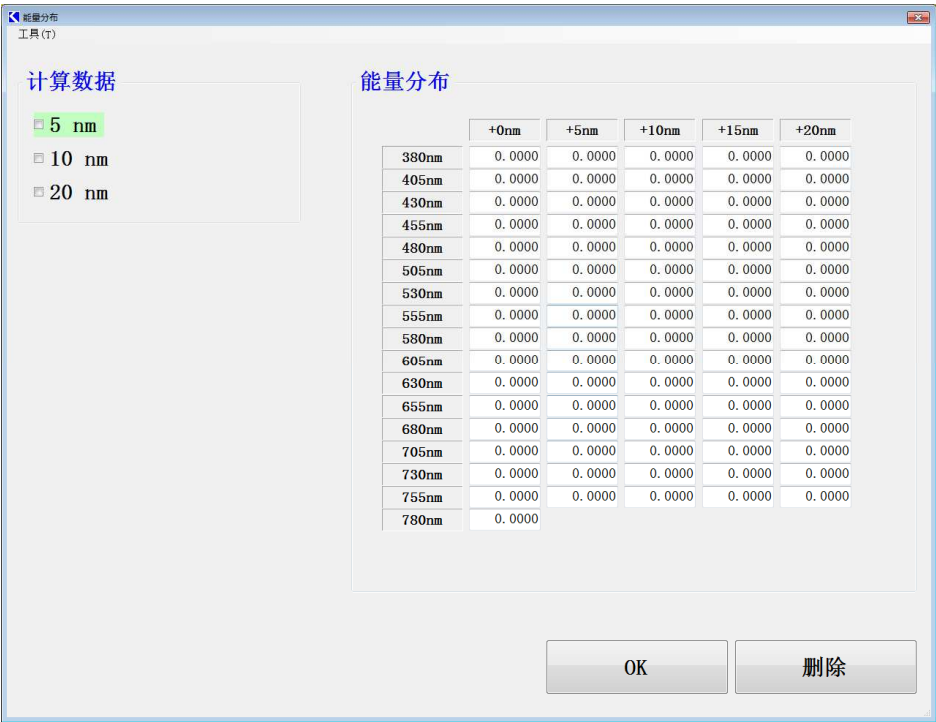 能量分布
工具(T)
计算数据
5 nm
10 nm
20 nm
能量分布
+0nm +5nm +10nm +15nm +20nm
380nm 0.0000 0.0000 0.0000 0.0000 0.0000
405nm 0.0000 0.0000 0.0000 0.0000 0.0000
430nm 0.0000 0.0000 0.0000 0.0000 0.0000
455nm 0.0000 0.0000 0.0000 0.0000 0.0000
480nm 0.0000 0.0000 0.0000 0.0000 0.0000
505nm 0.0000 0.0000 0.0000 0.0000 0.0000
530nm 0.0000 0.0000 0.0000 0.0000 0.0000
555nm 0.0000 0.0000 0.0000 0.0000 0.0000
580nm 0.0000 0.0000 0.0000 0.0000 0.0000
605nm 0.0000 0.0000 0.0000 0.0000 0.0000
630nm 0.0000 0.0000 0.0000 0.0000 0.0000
655nm 0.0000 0.0000 0.0000 0.0000 0.0000
680nm 0.0000 0.0000 0.0000 0.0000 0.0000
705nm 0.0000 0.0000 0.0000 0.0000 0.0000
730nm 0.0000 0.0000 0.0000 0.0000 0.0000
755nm 0.0000 0.0000 0.0000 0.0000 0.0000
780nm 0.0000
OK 删除